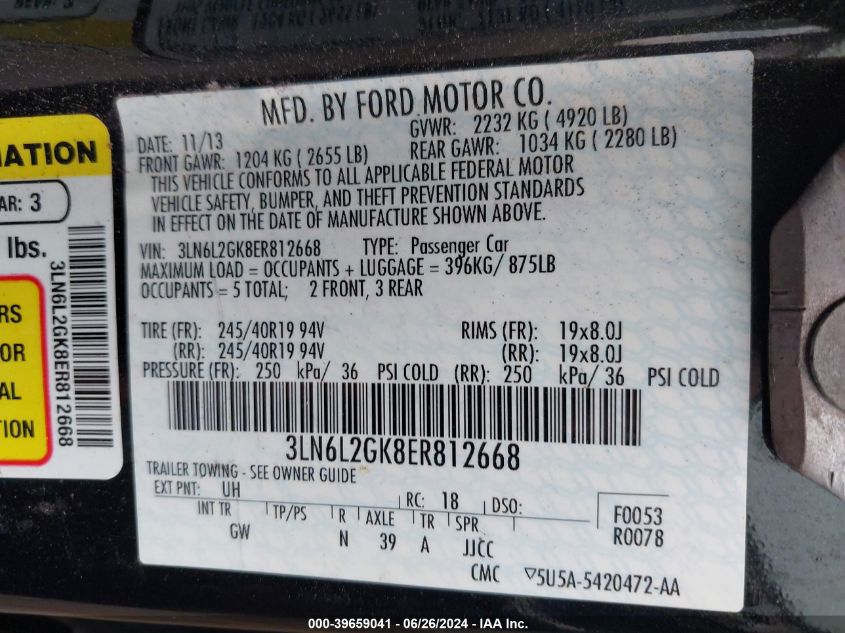 MFD. BY FORD MOTOR CO.
DATE: 11/13 GVWR: 2232 KG ( 4920 LB)
FRONT GAWR: 1204 KG ( 2655 LB) REAR GAWR: 1034 KG ( 2280 LB)
THIS VEHICLE CONFORMS TO ALL APPLICABLE FEDERAL MOTOR
VEHICLE SAFETY, BUMPER, AND THEFT PREVENTION STANDARDS
IN EFFECT ON THE DATE OF MANUFACTURE SHOWN ABOVE.
VIN: 3LN6L2GK8ER812668 TYPE: Passenger Car
MAXIMUM LOAD = OCCUPANTS + LUGGAGE = 396KG/ 875LB
OCCUPANTS = 5 TOTAL; 2 FRONT, 3 REAR
TIRE (FR): 245/40R19 94V RIMS (FR): 19x8.0J
(RR): 245/40R19 94V (RR): 19x8.0J
PRESSURE (FR): 250 kPa/ 36 PSI COLD (RR): 250 kPa/ 36 PSI COLD
3LN6L2GK8ER812668
TRAILER TOWING - SEE OWNER GUIDE
EXT PNT: UH RC: 18 DSO:
INT TR TP/PS R AXLE TR SPR
GW N 39 A JJCC
F0053
R0078
CMC ▽5U5A-5420472-AA
MATION
AR: 3
lbs.
RS
OR
AL
TION
3LN6L2GK8ER812668
000-39659041 - 06/26/2024 - IAA Inc.